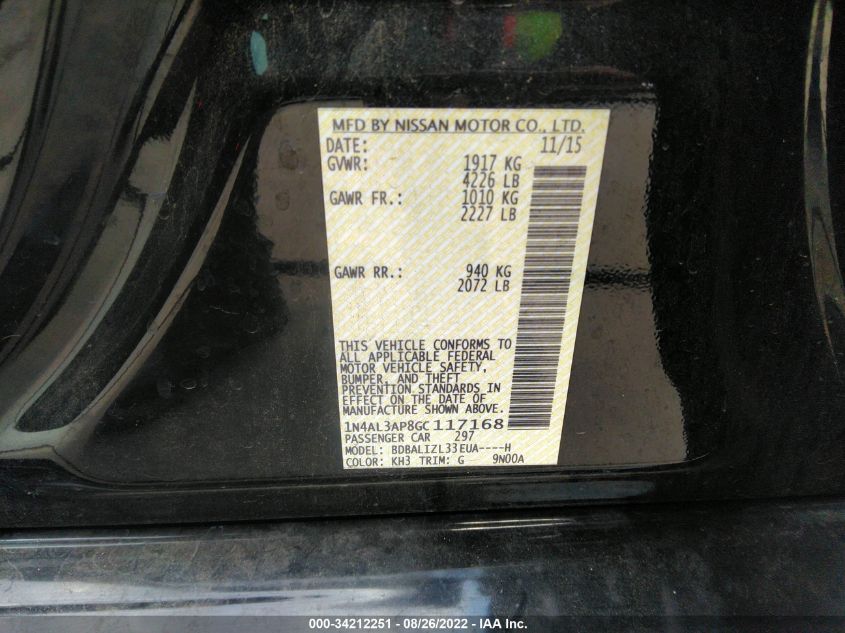 MFD BY NISSAN MOTOR CO., LTD.
DATE: 11/15
GVWR: 1917 KG
4226 LB
GAWR FR.: 1010 KG
2227 LB
GAWR RR.: 940 KG
2072 LB
THIS VEHICLE CONFORMS TO
ALL APPLICABLE FEDERAL
MOTOR VEHICLE SAFETY,
BUMPER, AND THEFT
PREVENTION STANDARDS IN
EFFECT ON THE DATE OF
MANUFACTURE SHOWN ABOVE.
1N4AL3AP8GC117168
PASSENGER CAR 297
MODEL: BDBALIZL33EUA----H
COLOR: KH3 TRIM: G 9N00A
000-34212251 - 08/26/2022 - IAA Inc.